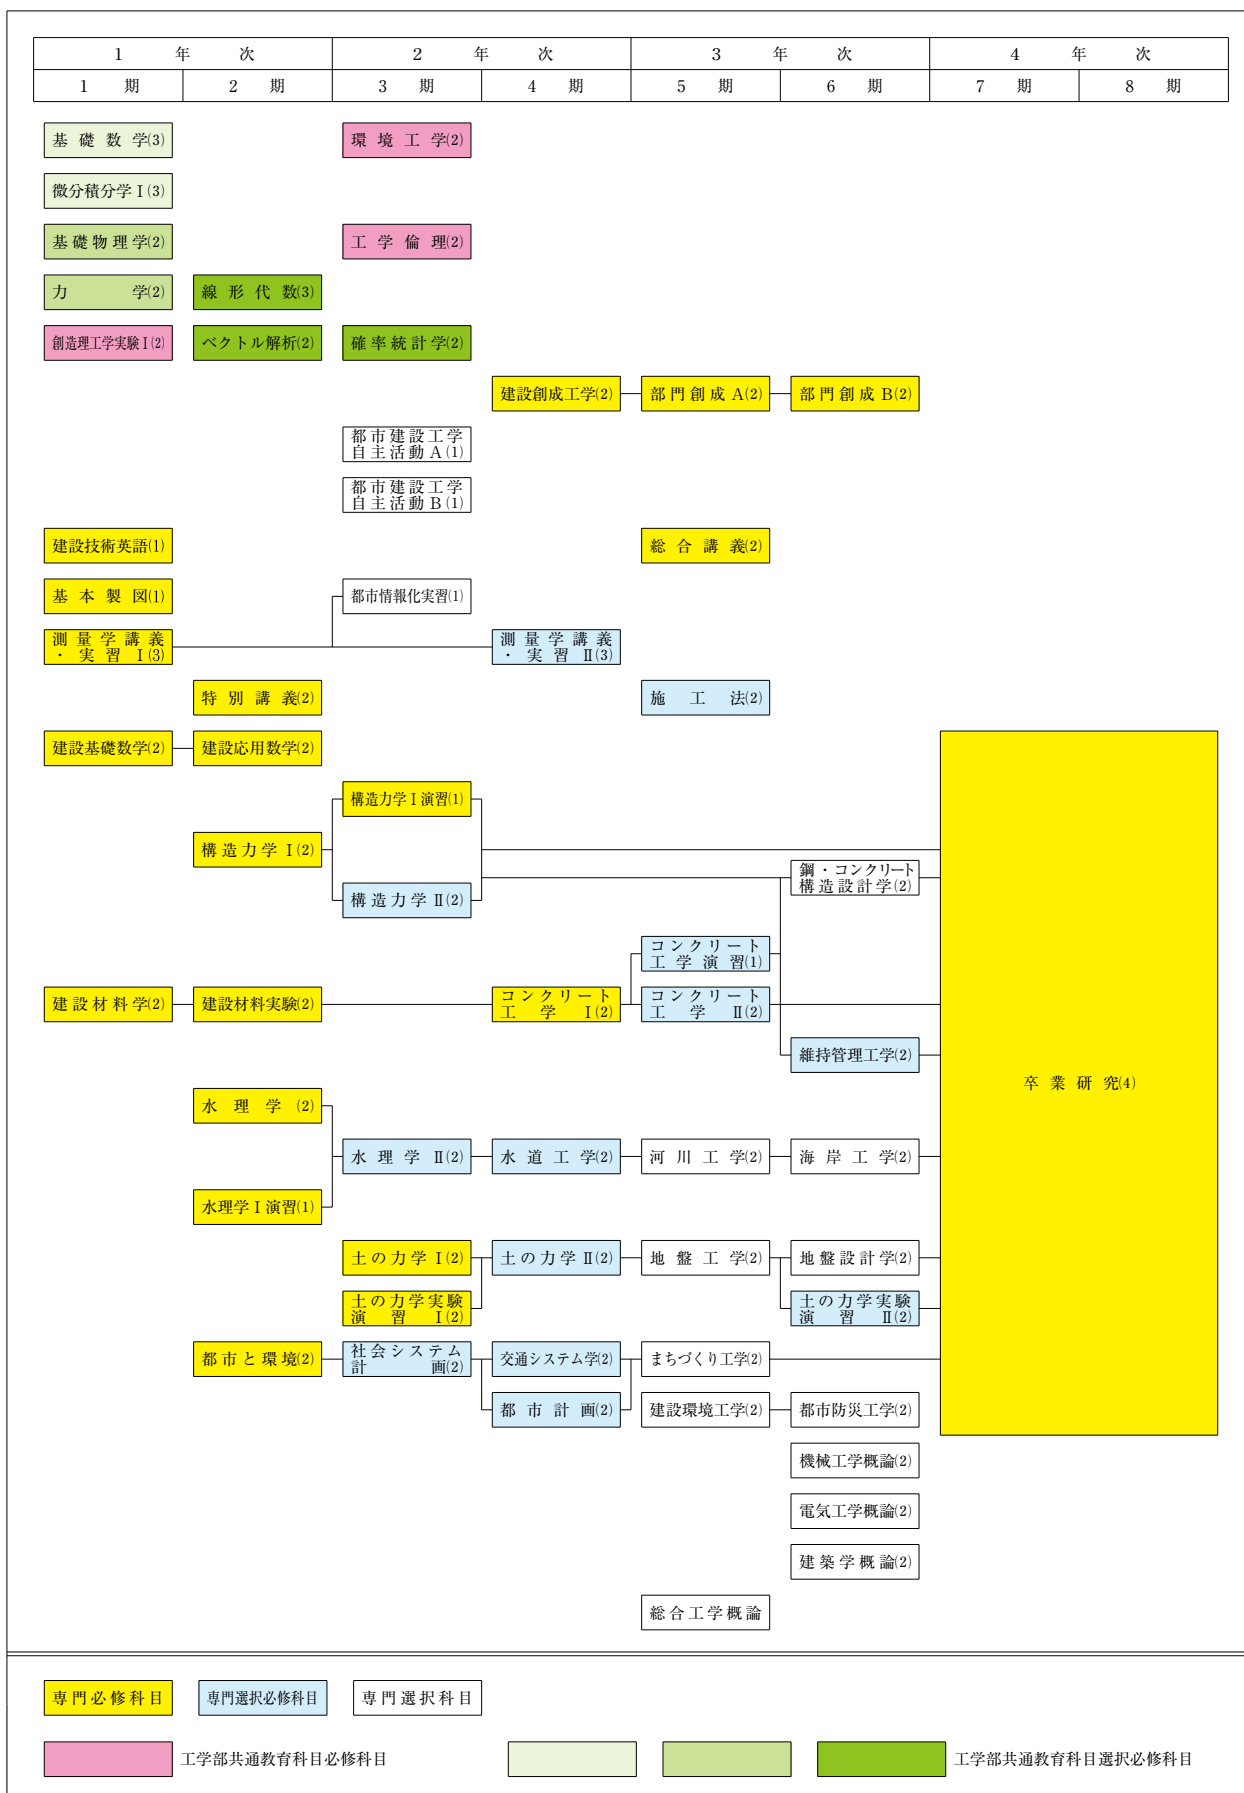 1年次 2年次 3年次 4年次
1期 2期 3期 4期 5期 6期 7期 8期
基礎数学(3) 環境工学(2)
微分積分学Ⅰ(3)
基礎物理学(2) 工学倫理(2)
力学(2) 線形代数(3)
創造理工学実験Ⅰ(2) ベクトル解析(2) 確率統計学(2)
建設創成工学(2) 部門創成A(2) 部門創成B(2)
都市建設工学
自主活動A(1)
都市建設工学
自主活動B(1)
建設技術英語(1) 総合講義(2)
基本製図(1) 都市情報化実習(1)
測量学講義 測量学講義
・実習Ⅰ(3) ・実習Ⅱ(3)
特別講義(2) 施工法(2)
建設基礎数学(2) 建設応用数学(2)
構造力学Ⅰ演習(1)
構造力学Ⅰ(2)
鋼・コンクリート
構造設計学(2)
構造力学Ⅱ(2)
コンクリート
工学演習(1)
建設材料学(2) 建設材料実験(2)
コンクリート コンクリート
工学Ⅰ(2) 工学Ⅱ(2)
維持管理工学(2)
卒業研究(4)
水理学(2)
水理学Ⅱ(2) 水道工学(2) 河川工学(2) 海岸工学(2)
水理学Ⅰ演習(1)
土の力学Ⅰ(2) 土の力学Ⅱ(2) 地盤工学(2) 地盤設計学(2)
土の力学実験 土の力学実験
演習Ⅰ(2) 演習Ⅱ(2)
都市と環境(2)
社会システム
計画(2)
交通システム学(2) まちづくり工学(2)
都市計画(2) 建設環境工学(2) 都市防災工学(2)
機械工学概論(2)
電気工学概論(2)
建築学概論(2)
総合工学概論
専門必修科目 専門選択必修科目 専門選択科目
工学部共通教育科目必修科目 工学部共通教育科目選択必修科目